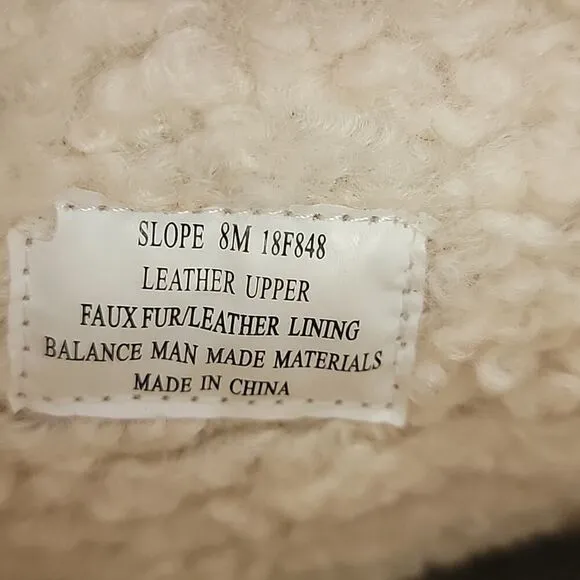 SLOPE 8M 18F848
LEATHER UPPER
FAUX FUR/LEATHER LINING
BALANCE MAN MADE MATERIALS
MADE IN CHINA